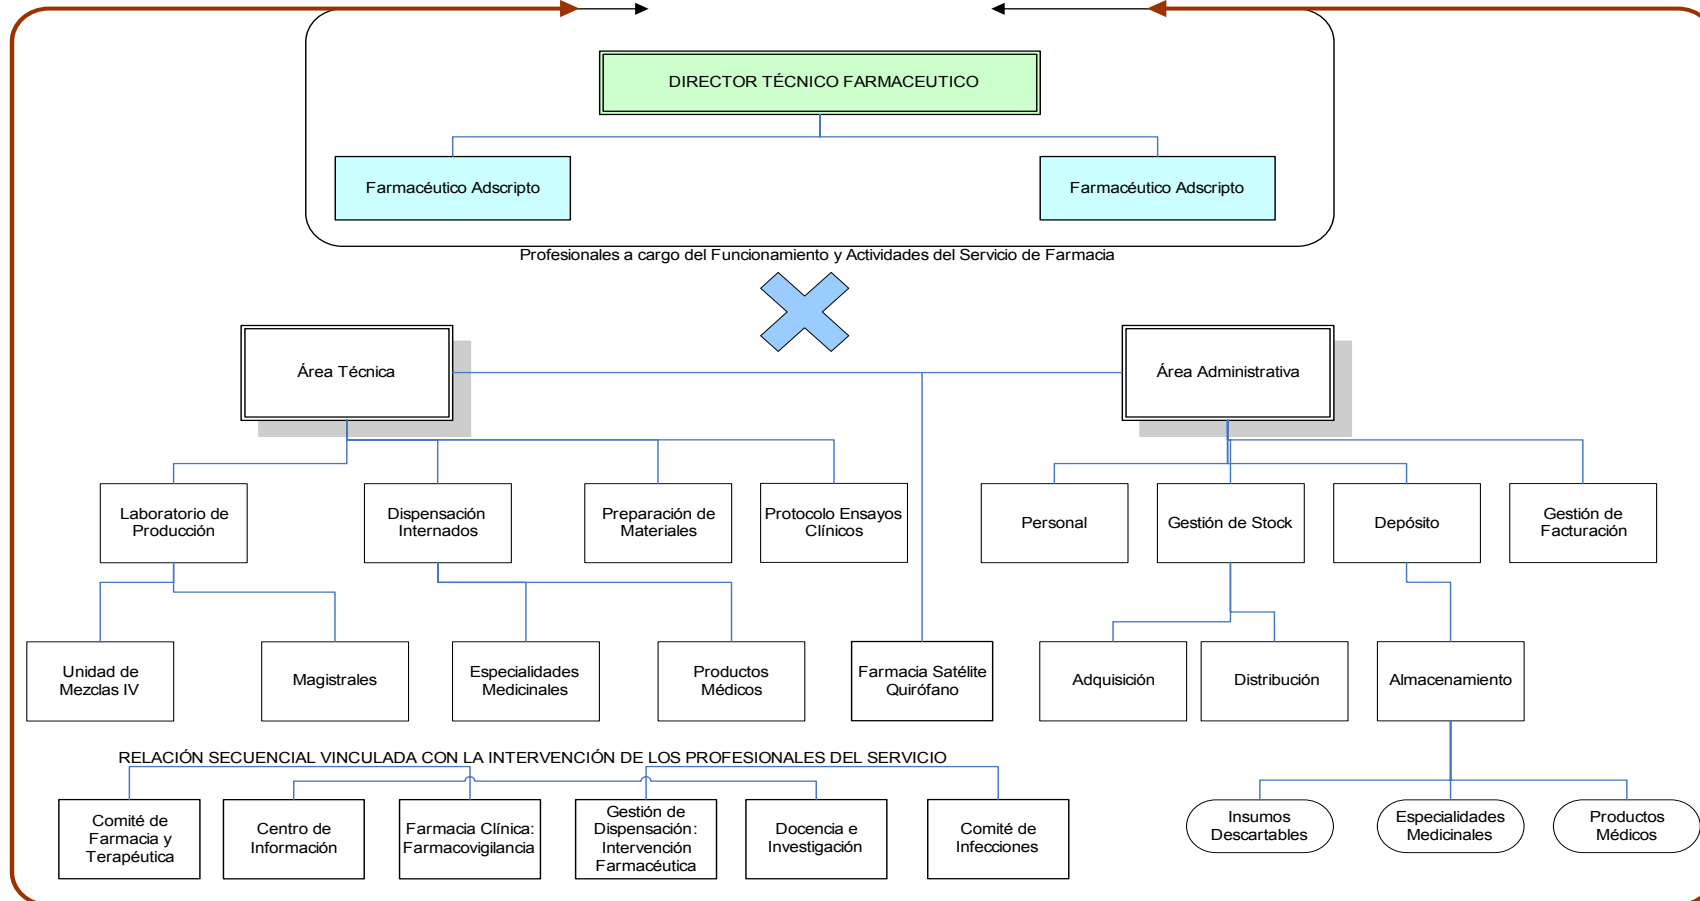 DIRECTOR TÉCNICO FARMACEUTICO
Farmacéutico Adscripto
Farmacéutico Adscripto
Profesionales a cargo del Funcionamiento y Actividades del Servicio de Farmacia
Área Técnica
Área Administrativa
Laboratorio de
Producción
Dispensación
Internados
Preparación de
Materiales
Protocolo Ensayos
Clínicos
Personal
Gestión de Stock
Depósito
Gestión de
Facturación
Unidad de
Mezclas IV
Magistrales
Especialidades
Medicinales
Productos
Médicos
Farmacia Satélite
Quirófano
Adquisición
Distribución
Almacenamiento
RELACIÓN SECUENCIAL VINCULADA CON LA INTERVENCIÓN DE LOS PROFESIONALES DEL SERVICIO
Comité de
Farmacia y
Terapéutica
Centro de
Información
Farmacia Clínica:
Farmacovigilancia
Gestión de
Dispensación:
Intervención
Farmacéutica
Docencia e
Investigación
Comité de
Infecciones
Insumos
Descartables
Especialidades
Medicinales
Productos
Médicos